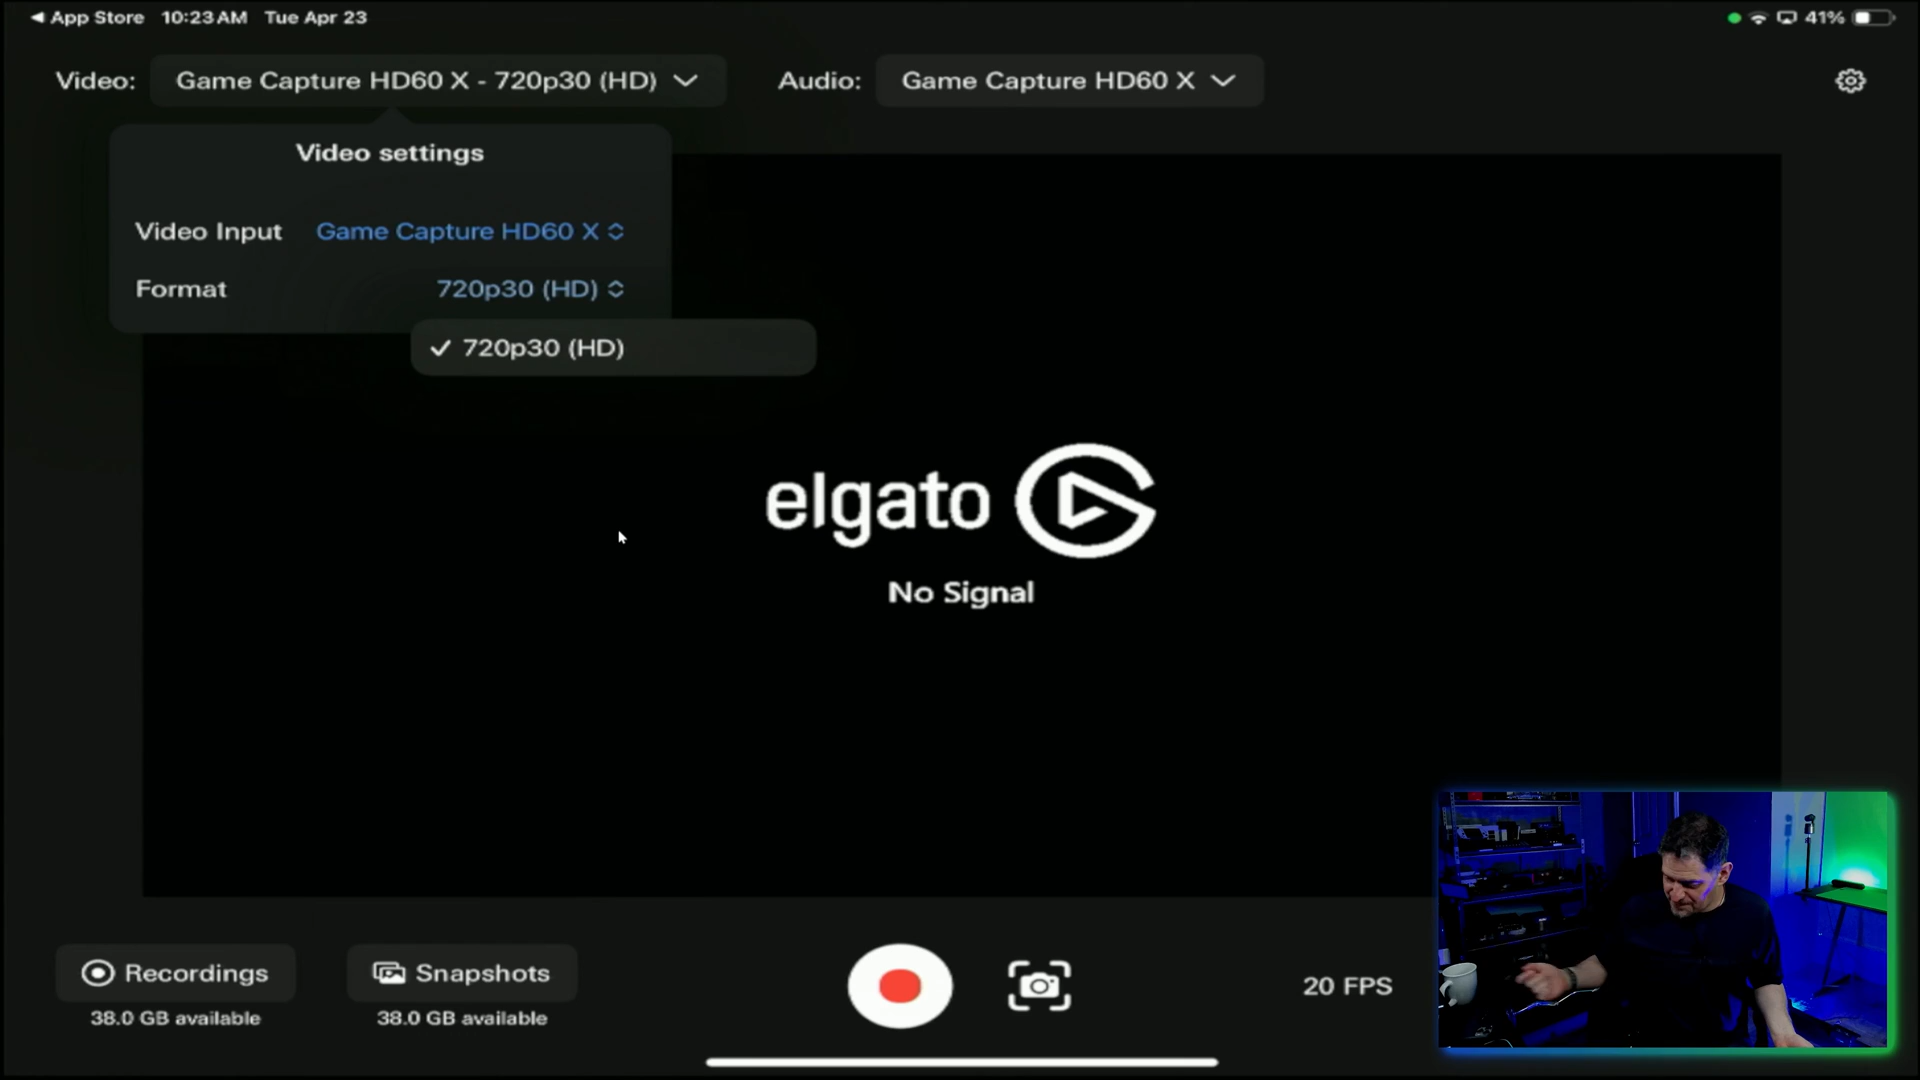 App Store 10:23 AM Tue Apr 23
41%
Video: Game Capture HD60 X - 720p30 (HD) Audio: Game Capture HD60 X
Video settings
Video Input Game Capture HD60 X
Format 720p30 (HD)
720p30 (HD)
elgato
No Signal
Recordings
38.0 GB available
Snapshots
38.0 GB available
20 FPS